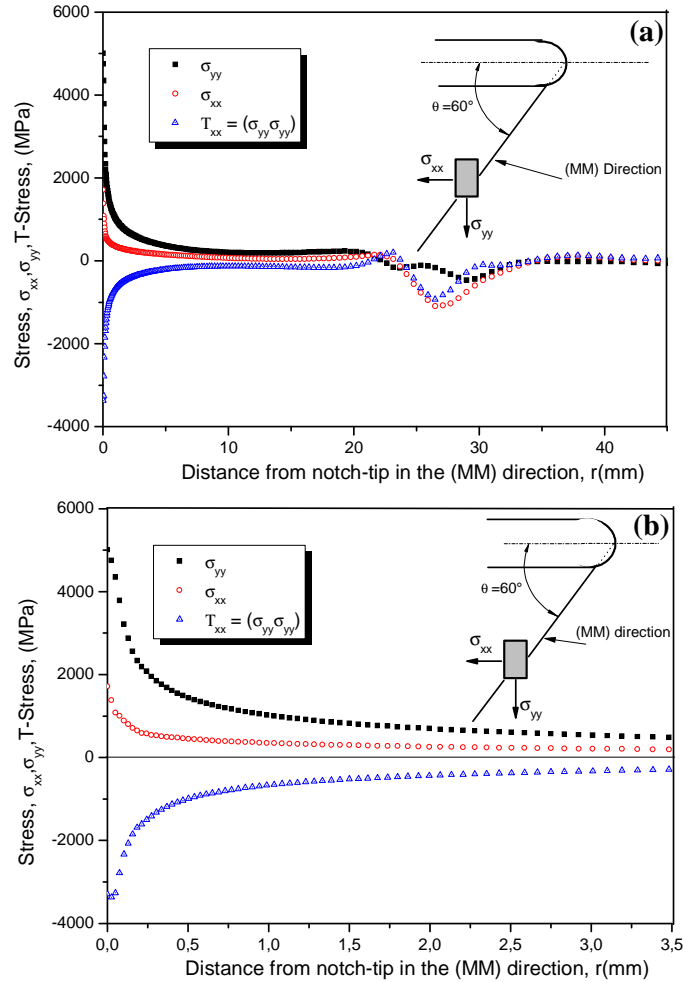 (a)
6000
4000
2000
0
-2000
-4000
Stress, σxx,σyy,T-Stress, (MPa)
σyy
σxx
Txx = (σyyσyy)
θ=60°
(MM) Direction
σxx
σyy
0
10
20
30
40
Distance from notch-tip in the (MM) direction, r(mm)
(b)
6000
4000
2000
0
-2000
-4000
Stress, σxx,σyy,T-Stress, (MPa)
σyy
σxx
Txx = (σyyσyy)
θ=60°
(MM) direction
σxx
σyy
0,0
0,5
1,0
1,5
2,0
2,5
3,0
3,5
Distance from notch-tip in the (MM) direction, r(mm)